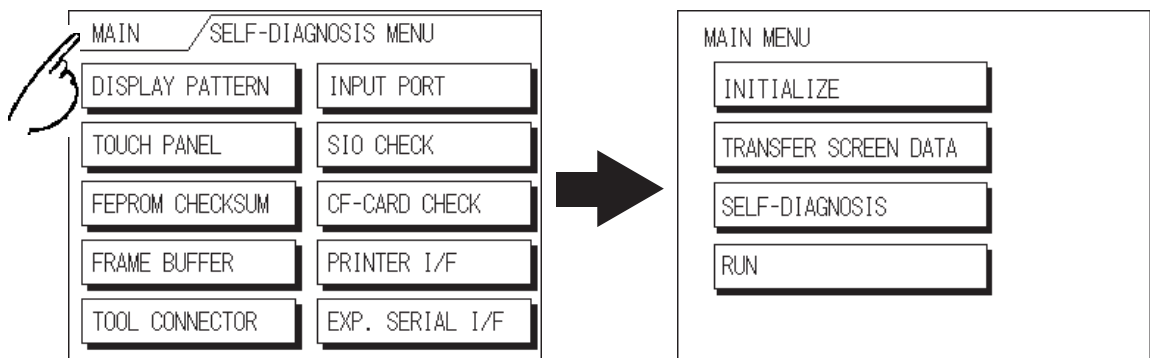 MAIN SELF-DIAGNOSIS MENU
DISPLAY PATTERN INPUT PORT
TOUCH PANEL SIO CHECK
FEPROM CHECKSUM CF-CARD CHECK
FRAME BUFFER PRINTER I/F
TOOL CONNECTOR EXP. SERIAL I/F
MAIN MENU
INITIALIZE
TRANSFER SCREEN DATA
SELF-DIAGNOSIS
RUN